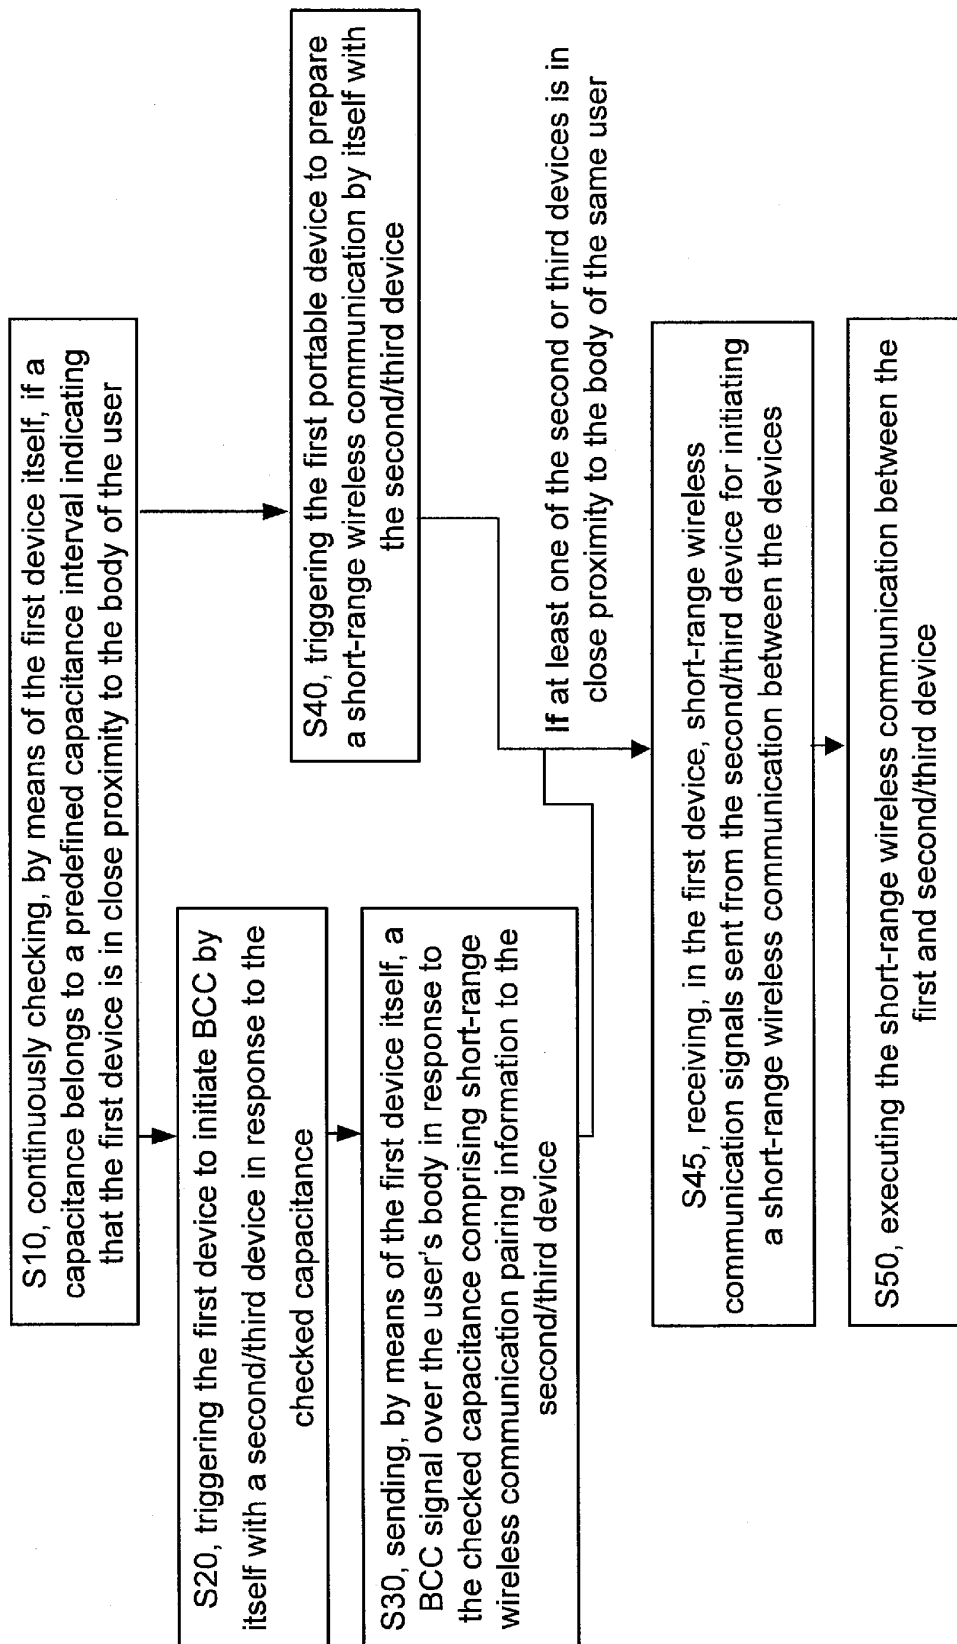 S10, continuously checking, by means of the first device itself, if a
capacitance belongs to a predefined capacitance interval indicating
that the first device is in close proximity to the body of the user
S20, triggering the first device to initiate BCC by
itself with a second/third device in response to the
checked capacitance
S30, sending, by means of the first device itself, a
BCC signal over the user's body in response to
the checked capacitance comprising short-range
wireless communication pairing information to the
second/third device
S40, triggering the first portable device to prepare
a short-range wireless communication by itself with
the second/third device
If at least one of the second or third devices is in
close proximity to the body of the same user
S45, receiving, in the first device, short-range wireless
communication signals sent from the second/third device for initiating
a short-range wireless communication between the devices
S50, executing the short-range wireless communication between the
first and second/third device